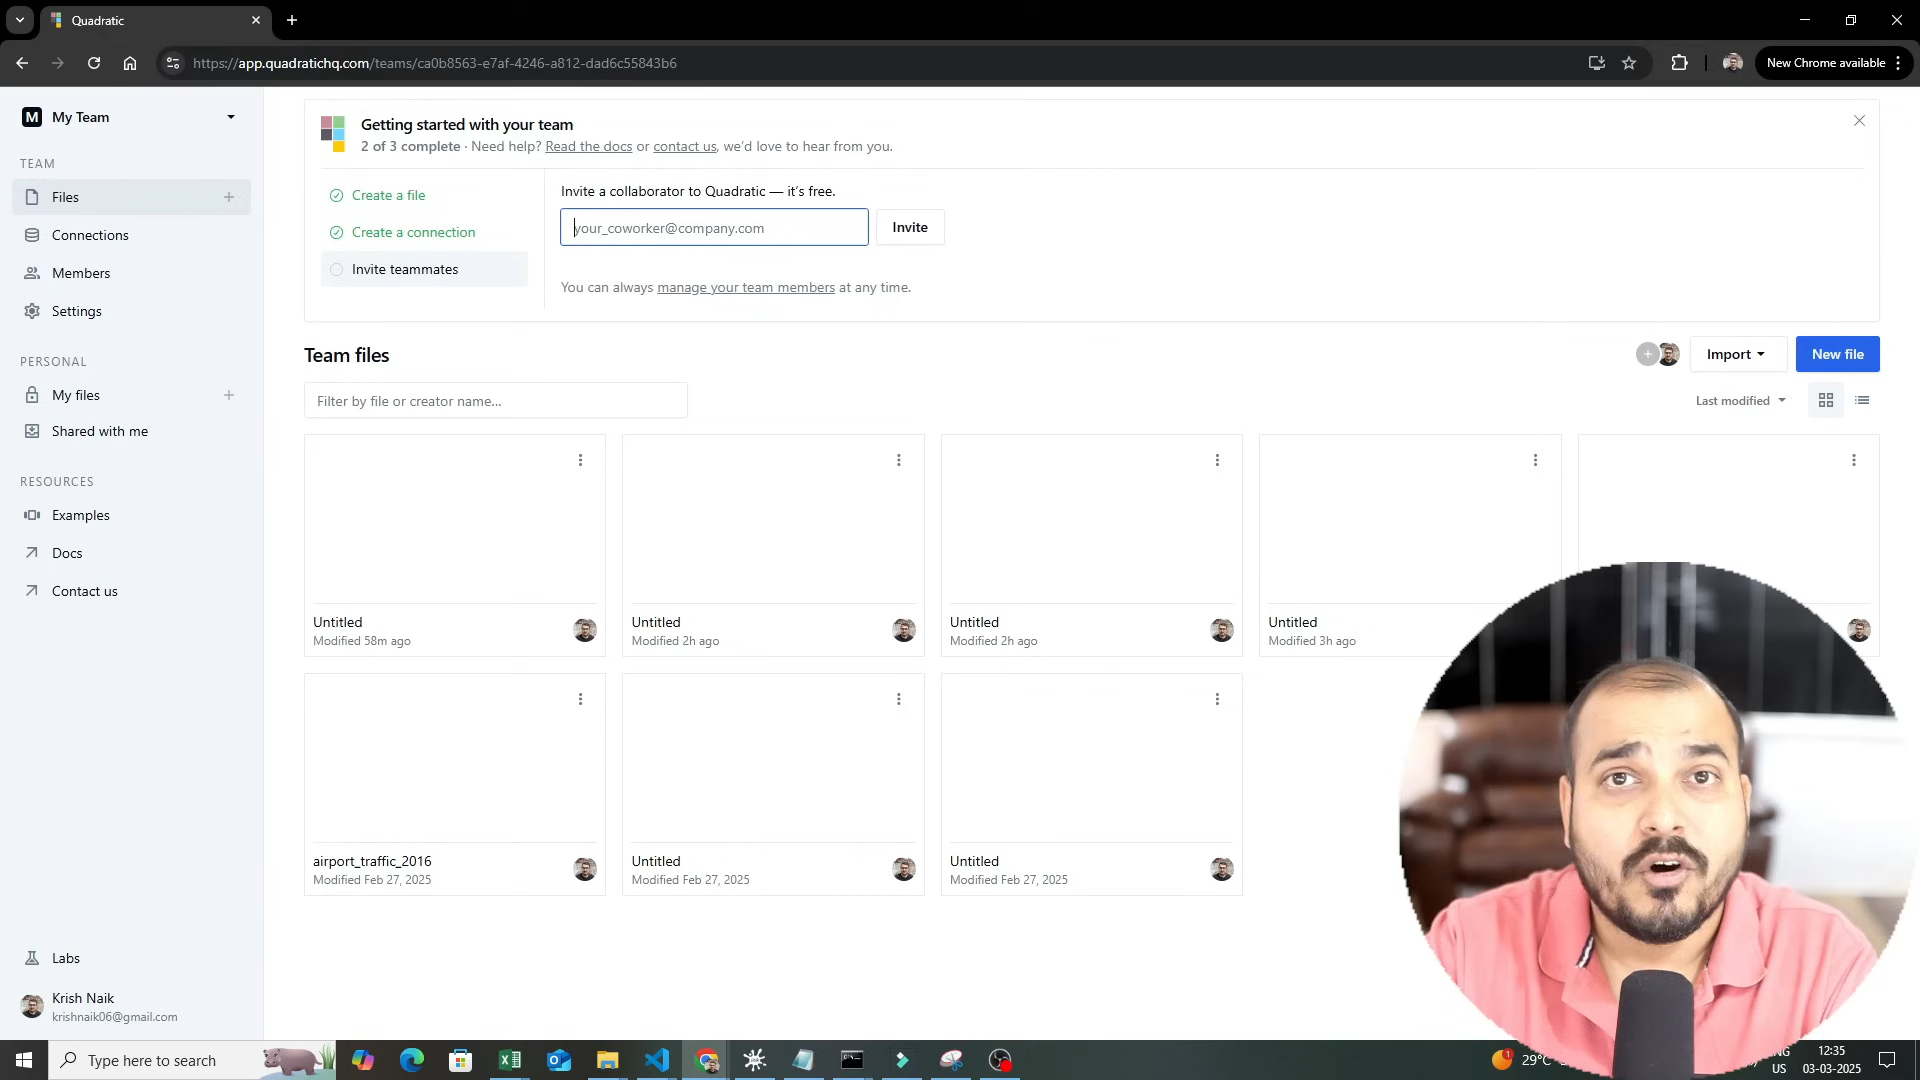 Quadratic
https://app.quadratichq.com/teams/ca0b8563-e7af-4246-a812-dad6c55843b6
New Chrome available
M My Team
TEAM
Files
Connections
Members
Settings
PERSONAL
My files
Shared with me
RESOURCES
Examples
Docs
Contact us
Labs
Krish Naik
krishnaik06@gmail.com
Getting started with your team
2 of 3 complete · Need help? Read the docs or contact us, we'd love to hear from you.
Create a file
Create a connection
Invite teammates
Invite a collaborator to Quadratic — it's free.
your_coworker@company.com
Invite
You can always manage your team members at any time.
Team files
Import
New file
Filter by file or creator name...
Last modified
Untitled
Modified 58m ago
Untitled
Modified 2h ago
Untitled
Modified 2h ago
Untitled
Modified 3h ago
airport_traffic_2016
Modified Feb 27, 2025
Untitled
Modified Feb 27, 2025
Untitled
Modified Feb 27, 2025
Type here to search
1
29°C
US
12:35
03-03-2025